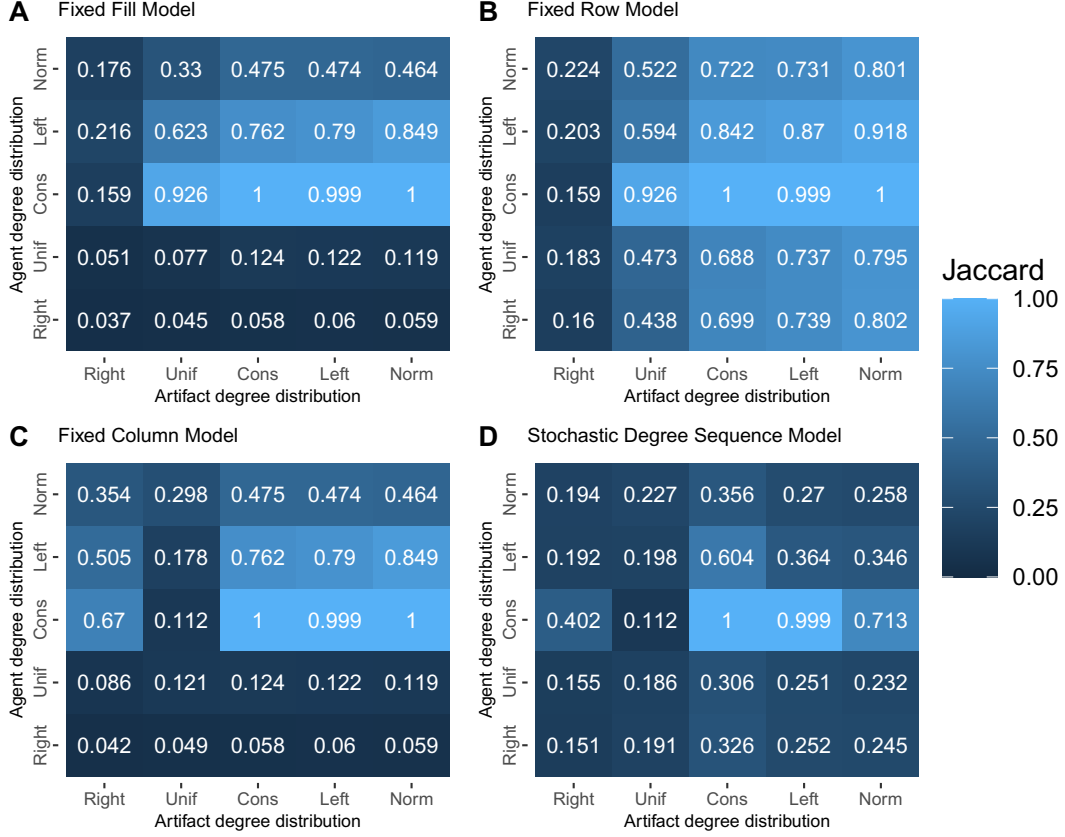 A Fixed Fill Model
Agent degree distribution
Norm 0.176 0.33 0.475 0.474 0.464
Left 0.216 0.623 0.762 0.79 0.849
Cons 0.159 0.926 1 0.999 1
Unif 0.051 0.077 0.124 0.122 0.119
Right 0.037 0.045 0.058 0.06 0.059
Right Unif Cons Left Norm
Artifact degree distribution
B Fixed Row Model
Agent degree distribution
Norm 0.224 0.522 0.722 0.731 0.801
Left 0.203 0.594 0.842 0.87 0.918
Cons 0.159 0.926 1 0.999 1
Unif 0.183 0.473 0.688 0.737 0.795
Right 0.16 0.438 0.699 0.739 0.802
Right Unif Cons Left Norm
Artifact degree distribution
C Fixed Column Model
Agent degree distribution
Norm 0.354 0.298 0.475 0.474 0.464
Left 0.505 0.178 0.762 0.79 0.849
Cons 0.67 0.112 1 0.999 1
Unif 0.086 0.121 0.124 0.122 0.119
Right 0.042 0.049 0.058 0.06 0.059
Right Unif Cons Left Norm
Artifact degree distribution
D Stochastic Degree Sequence Model
Agent degree distribution
Norm 0.194 0.227 0.356 0.27 0.258
Left 0.192 0.198 0.604 0.364 0.346
Cons 0.402 0.112 1 0.999 0.713
Unif 0.155 0.186 0.306 0.251 0.232
Right 0.151 0.191 0.326 0.252 0.245
Right Unif Cons Left Norm
Artifact degree distribution
Jaccard
1.00
0.75
0.50
0.25
0.00